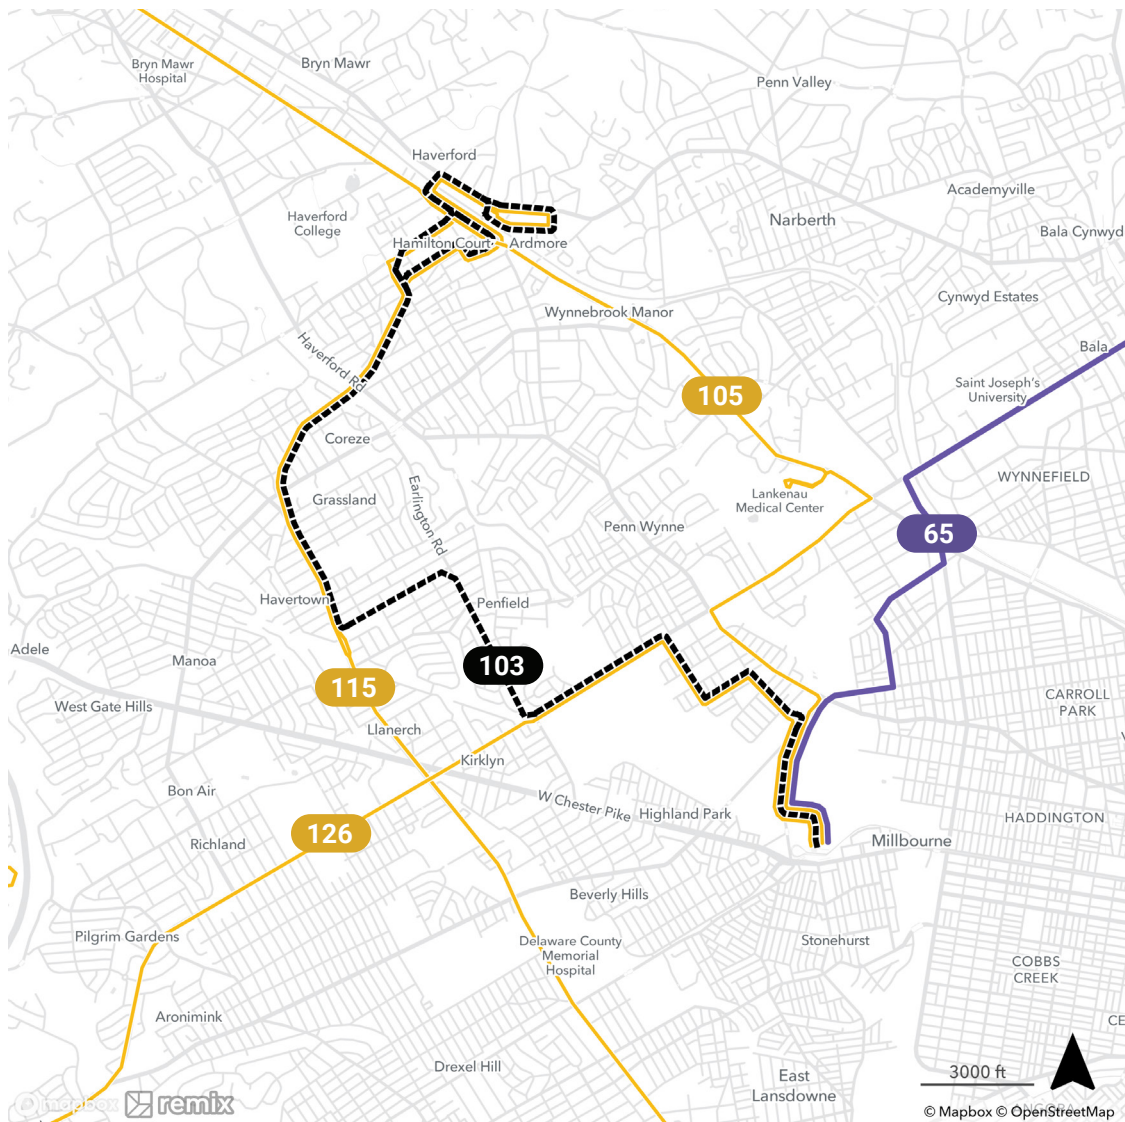 Bryn Mawr
Bryn Mawr
Hospital
Penn Valley
Haverford
Academyville
Haverford
College
Narberth
Bala Cynwyd
Hamilton Court
Ardmore
Cynwyd Estates
Wynnebrook Manor
Bala
Haverford Rd
105
Saint Joseph's
University
Coreze
WYNNEFIELD
Grassland
Earlington Rd
Lankenau
Medical Center
Penn Wynne
65
Havertown
Penfield
Adele
Manoa
103
115
West Gate Hills
CARROLL
PARK
Llanerch
Kirklyn
Bon Air
W Chester Pike
Highland Park
HADDINGTON
126
Richland
Millbourne
Beverly Hills
Pilgrim Gardens
Delaware County
Memorial
Hospital
Stonehurst
COBBS
CREEK
Aronimink
CE
Drexel Hill
3000 ft
East
Lansdowne
mapbox
remix
ANGORA
© Mapbox © OpenStreetMap